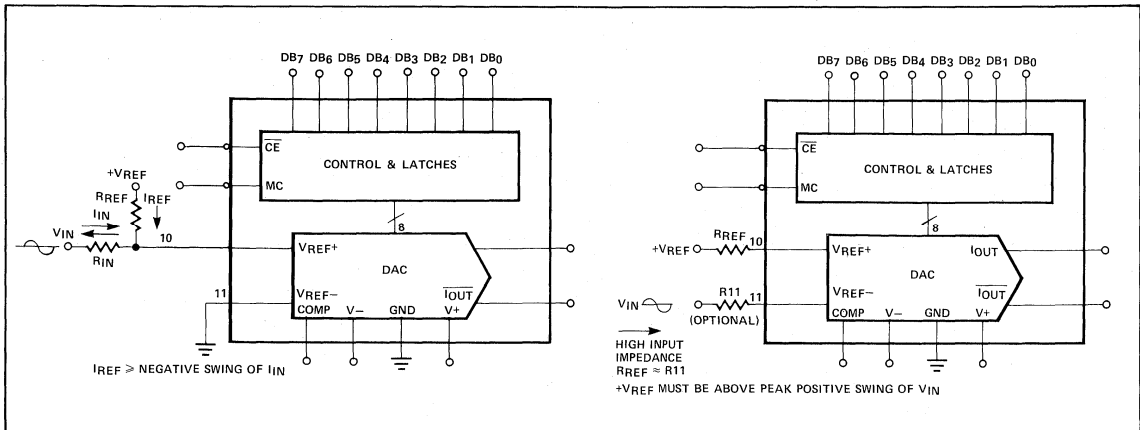 DB7 DB6 DB5 DB4 DB3 DB2 DB1 DB0
CE
CONTROL & LATCHES
MC
+VREF
RREF
IREF
IIN
VIN
10
RIN
8
VREF+
DAC
11
VREF−
IOUT
COMP V− GND V+
IREF ⩾ NEGATIVE SWING OF IIN
DB7 DB6 DB5 DB4 DB3 DB2 DB1 DB0
CE
CONTROL & LATCHES
MC
8
+VREF
RREF
10
VREF+
IOUT
DAC
VIN
R11
11
VREF−
IOUT
(OPTIONAL)
COMP V− GND V+
HIGH INPUT
IMPEDANCE
RREF ≈ R11
+VREF MUST BE ABOVE PEAK POSITIVE SWING OF VIN